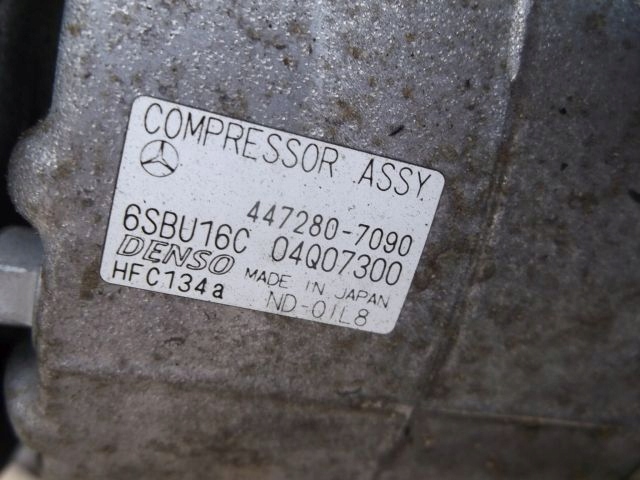 COMPRESSOR ASSY
447280-7090
6SBU16C 04Q07300
DENSO MADE IN JAPAN
HFC134a ND-OIL8